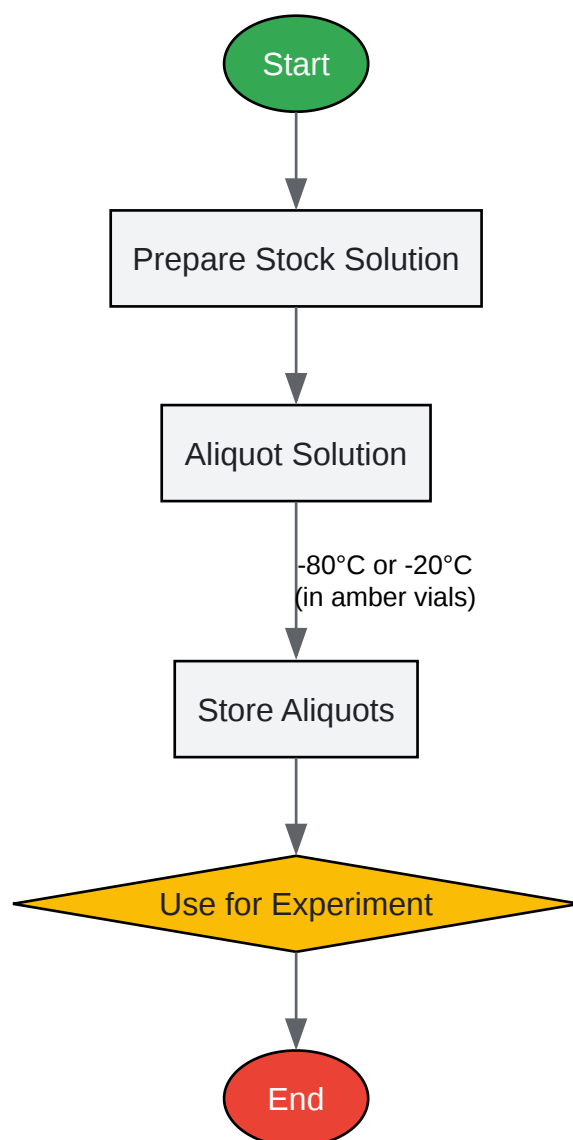 Start
Prepare Stock Solution
Aliquot Solution
-80°C or -20°C
(in amber vials)
Store Aliquots
Use for Experiment
End